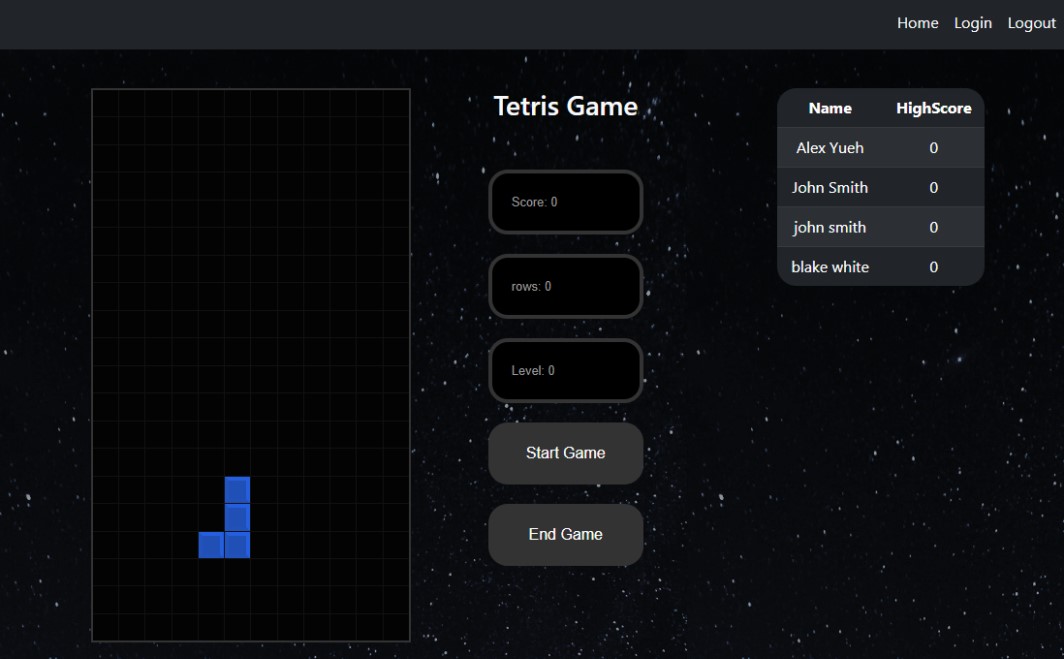 Home Login Logout
Tetris Game
Score: 0
rows: 0
Level: 0
Start Game
End Game
Name HighScore
Alex Yueh 0
John Smith 0
john smith 0
blake white 0